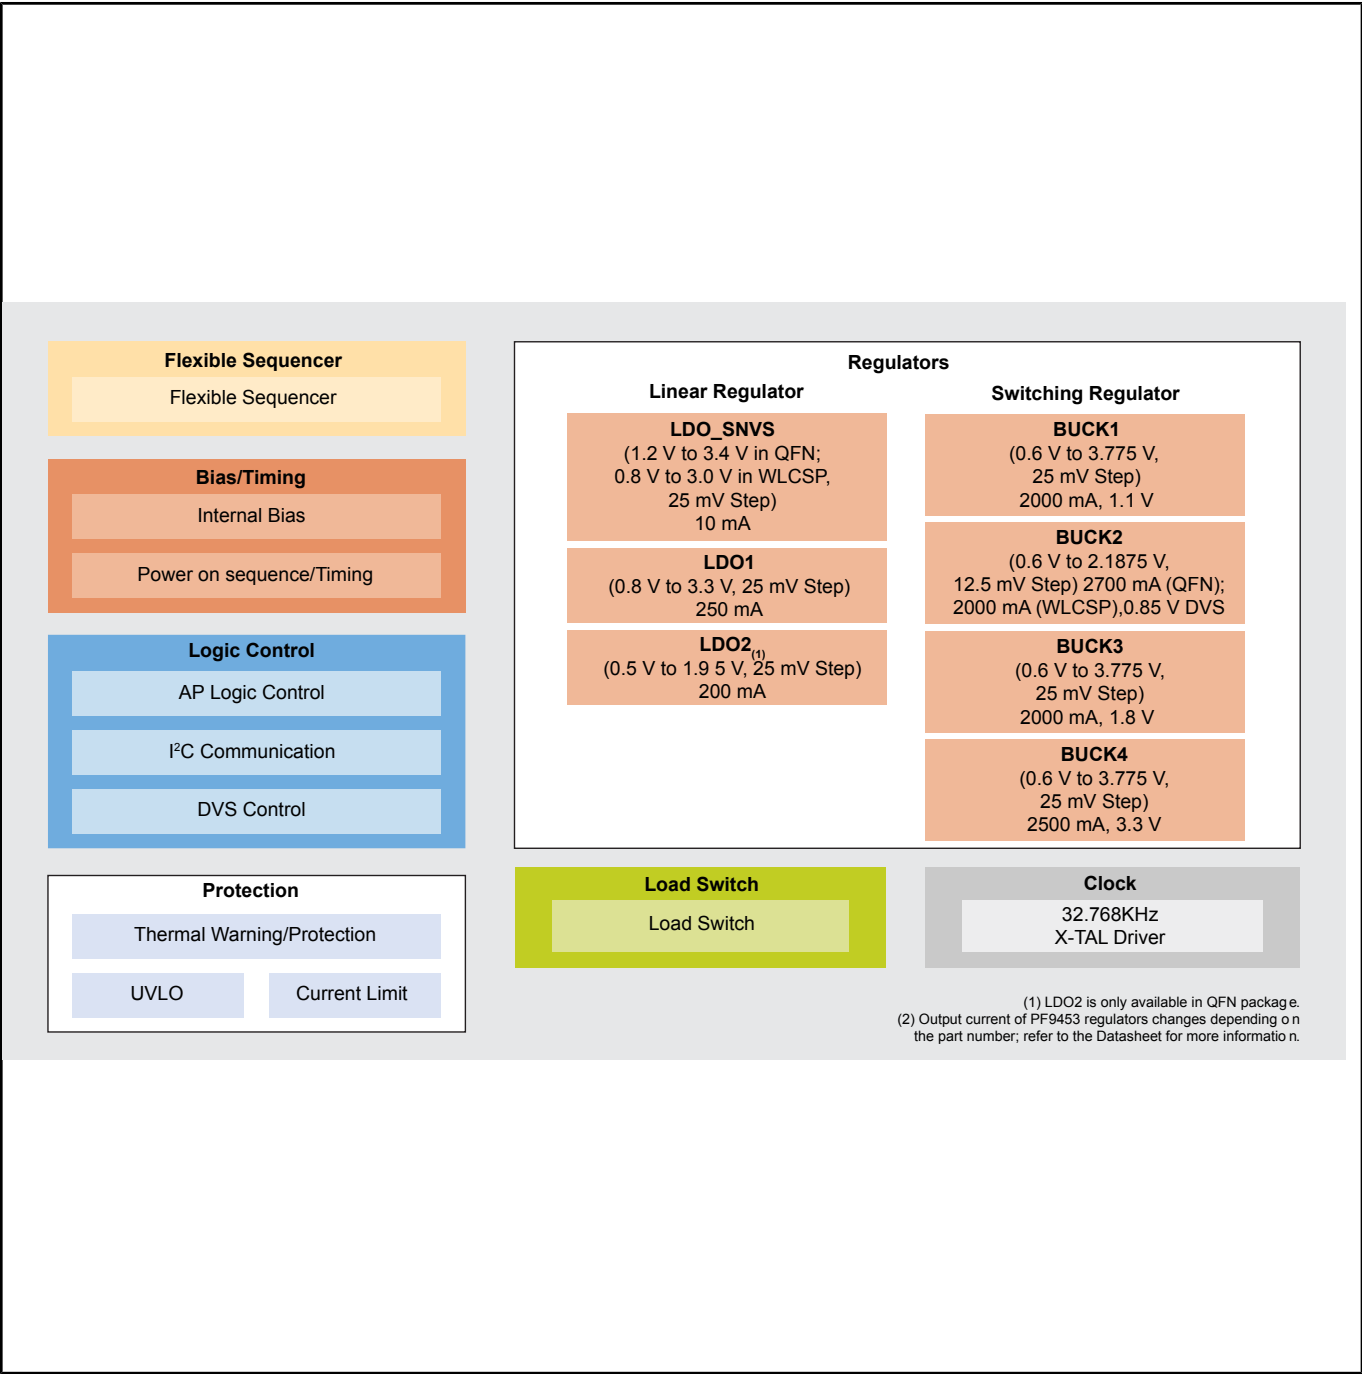 Flexible Sequencer
Flexible Sequencer
Bias/Timing
Internal Bias
Power on sequence/Timing
Logic Control
AP Logic Control
I²C Communication
DVS Control
Protection
Thermal Warning/Protection
UVLO
Current Limit
Regulators
Linear Regulator
LDO_SNVS
(1.2 V to 3.4 V in QFN;
0.8 V to 3.0 V in WLCSP,
25 mV Step)
10 mA
LDO1
(0.8 V to 3.3 V, 25 mV Step)
250 mA
LDO2(1)
(0.5 V to 1.9 5 V, 25 mV Step)
200 mA
Switching Regulator
BUCK1
(0.6 V to 3.775 V,
25 mV Step)
2000 mA, 1.1 V
BUCK2
(0.6 V to 2.1875 V,
12.5 mV Step) 2700 mA (QFN);
2000 mA (WLCSP),0.85 V DVS
BUCK3
(0.6 V to 3.775 V,
25 mV Step)
2000 mA, 1.8 V
BUCK4
(0.6 V to 3.775 V,
25 mV Step)
2500 mA, 3.3 V
Load Switch
Load Switch
Clock
32.768KHz
X-TAL Driver
(1) LDO2 is only available in QFN packag e.
(2) Output current of PF9453 regulators changes depending o n
the part number; refer to the Datasheet for more informatio n.